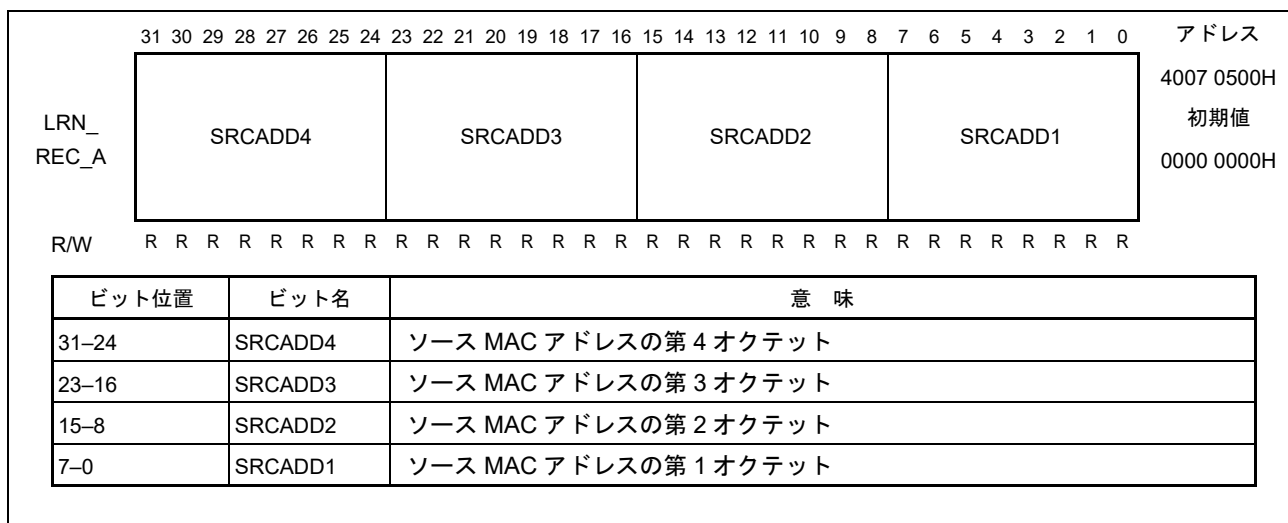 31 30 29 28 27 26 25 24 23 22 21 20 19 18 17 16 15 14 13 12 11 10 9 8 7 6 5 4 3 2 1 0 アドレス
4007 0500H
LRN_
REC_A
SRCADD4 SRCADD3 SRCADD2 SRCADD1
初期値
0000 0000H
R/W R R R R R R R R R R R R R R R R R R R R R R R R R R R R R R R R
ビット位置 ビット名 意 味
31–24 SRCADD4 ソース MAC アドレスの第 4 オクテット
23–16 SRCADD3 ソース MAC アドレスの第 3 オクテット
15–8 SRCADD2 ソース MAC アドレスの第 2 オクテット
7–0 SRCADD1 ソース MAC アドレスの第 1 オクテット